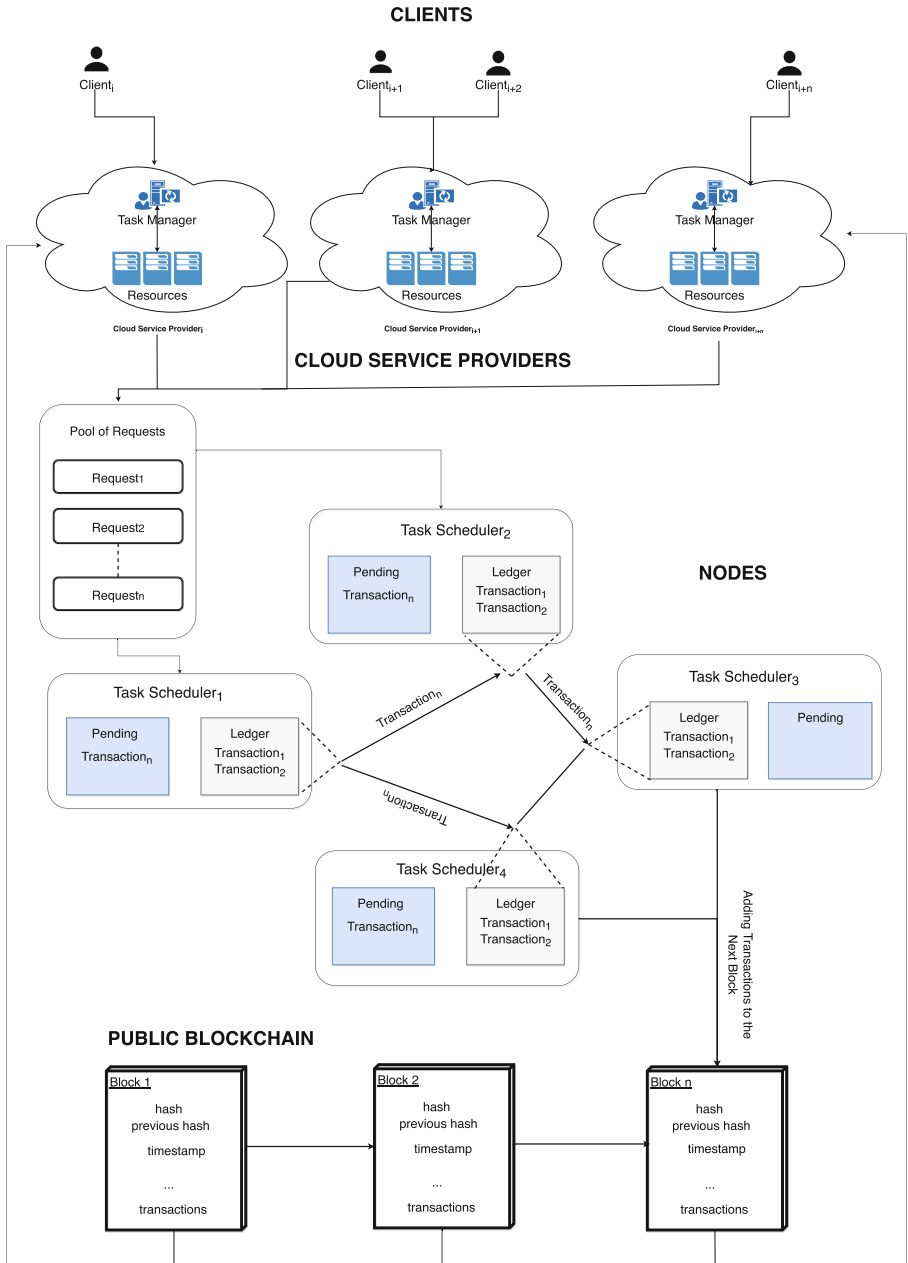 CLIENTS
Clientᵢ
Clientᵢ₊₁
Clientᵢ₊₂
Clientᵢ₊ₙ
Task Manager
Resources
Cloud Service Providerᵢ
Task Manager
Resources
Cloud Service Providerᵢ₊₁
Task Manager
Resources
Cloud Service Providerᵢ₊ₙ
CLOUD SERVICE PROVIDERS
Pool of Requests
Request₁
Request₂
Requestₙ
Task Scheduler₂
Pending
Transactionₙ
Ledger
Transaction₁
Transaction₂
NODES
Task Scheduler₁
Pending
Transactionₙ
Ledger
Transaction₁
Transaction₂
Transactionₙ
Transactionₙ
Transactionₙ
Task Scheduler₃
Ledger
Transaction₁
Transaction₂
Pending
Task Scheduler₄
Pending
Transactionₙ
Ledger
Transaction₁
Transaction₂
Adding Transactions to the
Next Block
PUBLIC BLOCKCHAIN
Block 1
hash
previous hash
timestamp
...
transactions
Block 2
hash
previous hash
timestamp
...
transactions
Block n
hash
previous hash
timestamp
...
transactions